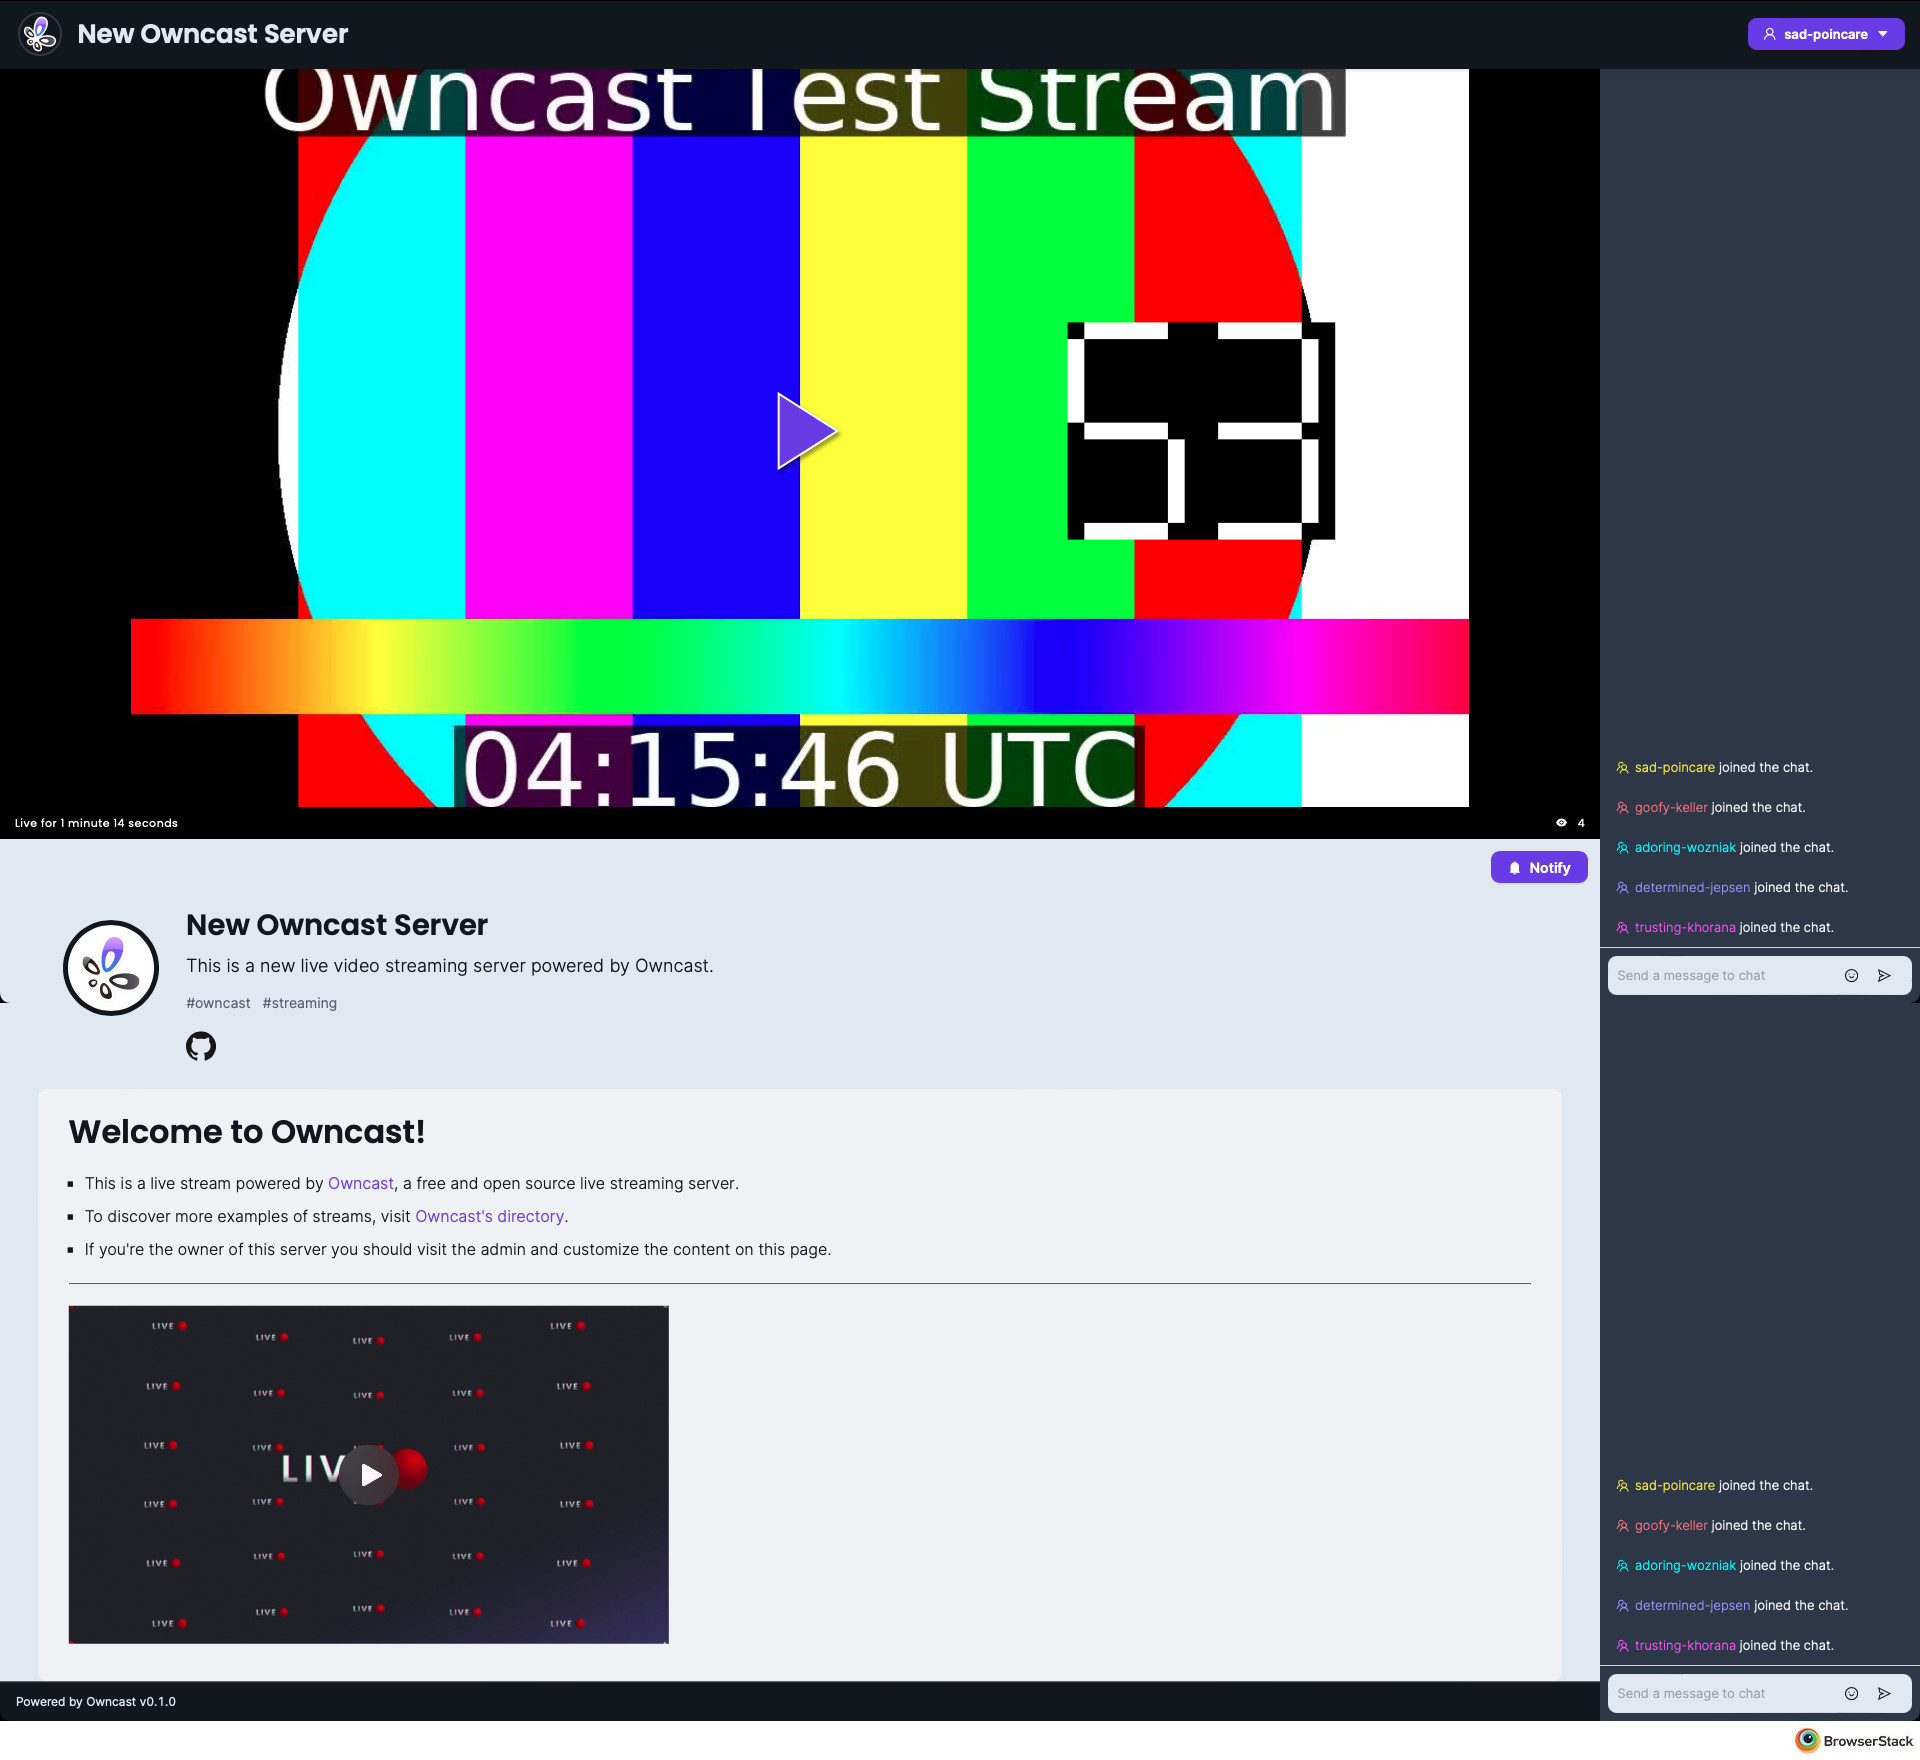 New Owncast Server
sad-poincare
Owncast Test Stream
53
04:15:46 UTC
Live for 1 minute 14 seconds
4
sad-poincare joined the chat.
goofy-keller joined the chat.
adoring-wozniak joined the chat.
determined-jepsen joined the chat.
trusting-khorana joined the chat.
Send a message to chat
Notify
New Owncast Server
This is a new live video streaming server powered by Owncast.
#owncast #streaming
Welcome to Owncast!
This is a live stream powered by Owncast, a free and open source live streaming server.
To discover more examples of streams, visit Owncast's directory.
If you're the owner of this server you should visit the admin and customize the content on this page.
LIVE LIVE LIVE LIVE LIVE
LIVE LIVE LIVE LIVE LIVE
LIVE LIVE LIVE LIVE
LIV
LIVE LIVE LIVE LIVE
LIVE LIVE LIVE LIVE LIVE
LIVE LIVE LIVE LIVE LIVE
sad-poincare joined the chat.
goofy-keller joined the chat.
adoring-wozniak joined the chat.
determined-jepsen joined the chat.
trusting-khorana joined the chat.
Send a message to chat
Powered by Owncast v0.1.0
BrowserStack